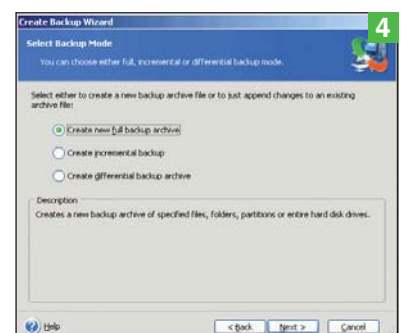 Create Backup Wizard
4
Select Backup Mode
You can choose either full, incremental or differential backup mode.
Select either to create a new backup archive file or to just append changes to an existing
archive file:
Create new full backup archive
Create incremental backup
Create differential backup archive
Description
Creates a new backup archive of specified files, folders, partitions or entire hard disk drives.
Help
< Back
Next >
Cancel